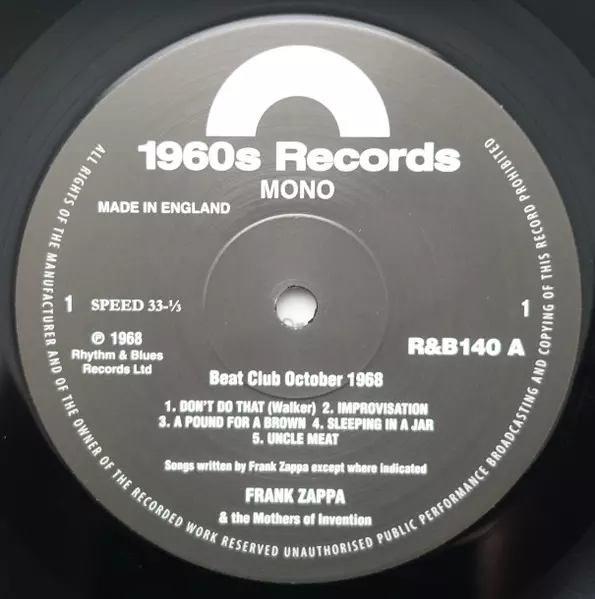 1960s Records
MONO
MADE IN ENGLAND
1
SPEED 33-⅓
1
℗ 1968
Rhythm & Blues
Records Ltd
R&B140 A
Beat Club October 1968
1. DON'T DO THAT (Walker) 2. IMPROVISATION
3. A POUND FOR A BROWN 4. SLEEPING IN A JAR
5. UNCLE MEAT
Songs written by Frank Zappa except where indicated
FRANK ZAPPA
& the Mothers of Invention
ALL RIGHTS OF THE MANUFACTURER AND OF THE OWNER OF THE RECORDED WORK RESERVED UNAUTHORISED PUBLIC PERFORMANCE BROADCASTING AND COPYING OF THIS RECORD PROHIBITED